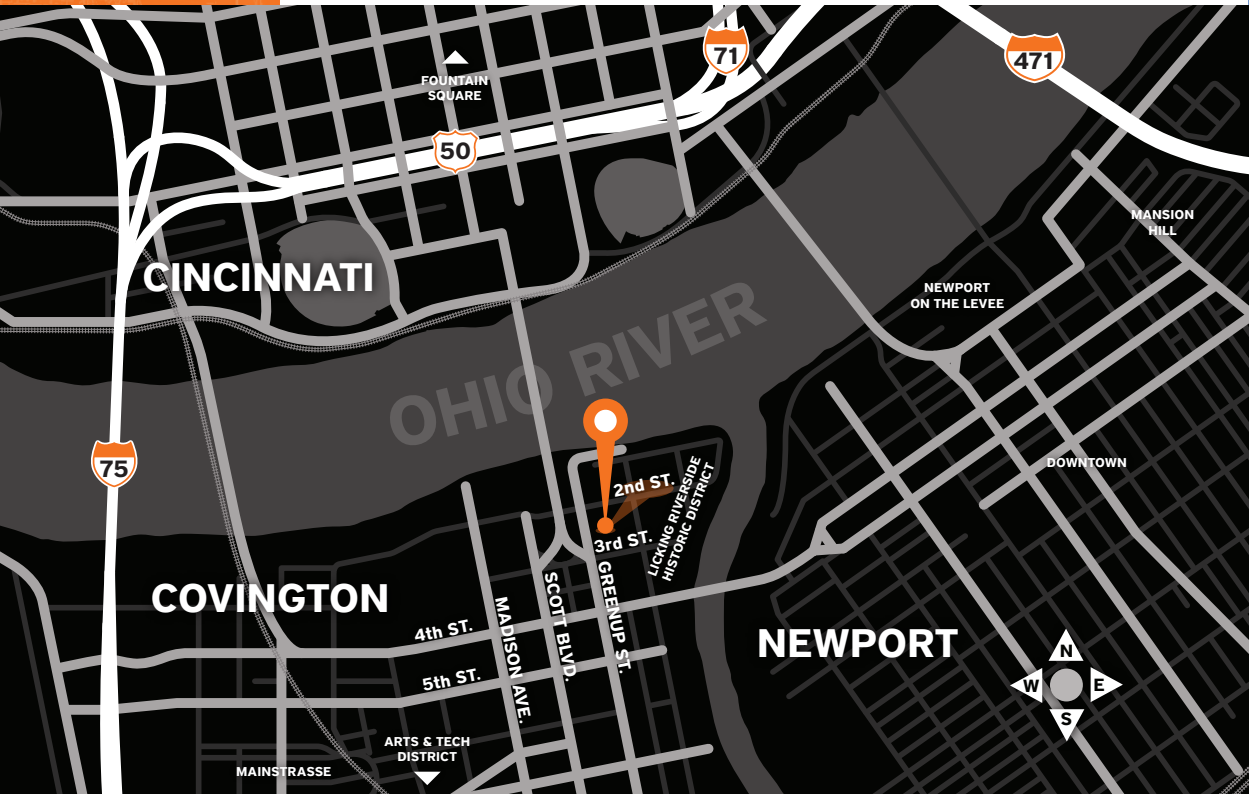 71
471
FOUNTAIN
SQUARE
50
MANSION
HILL
CINCINNATI
NEWPORT
ON THE LEVEE
OHIO RIVER
75
DOWNTOWN
2nd ST.
LICKING RIVERSIDE
HISTORIC DISTRICT
3rd ST.
COVINGTON
SCOTT BLVD.
GREENUP ST.
MADISON AVE.
4th ST.
NEWPORT
5th ST.
N
W
E
S
ARTS & TECH
DISTRICT
MAINSTRASSE